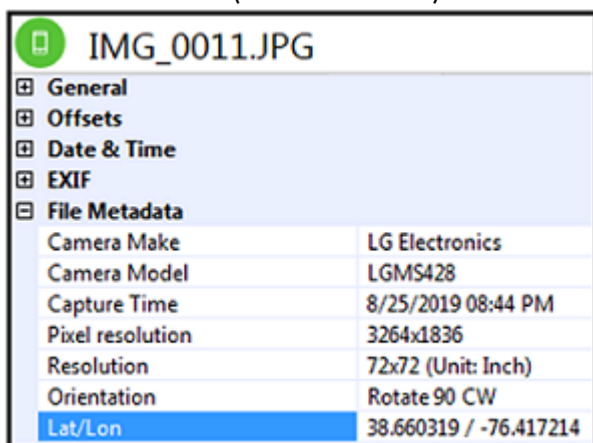 IMG_0011.JPG
General
Offsets
Date & Time
EXIF
File Metadata
Camera Make LG Electronics
Camera Model LGMS428
Capture Time 8/25/2019 08:44 PM
Pixel resolution 3264x1836
Resolution 72x72 (Unit: Inch)
Orientation Rotate 90 CW
Lat/Lon 38.660319 / -76.417214